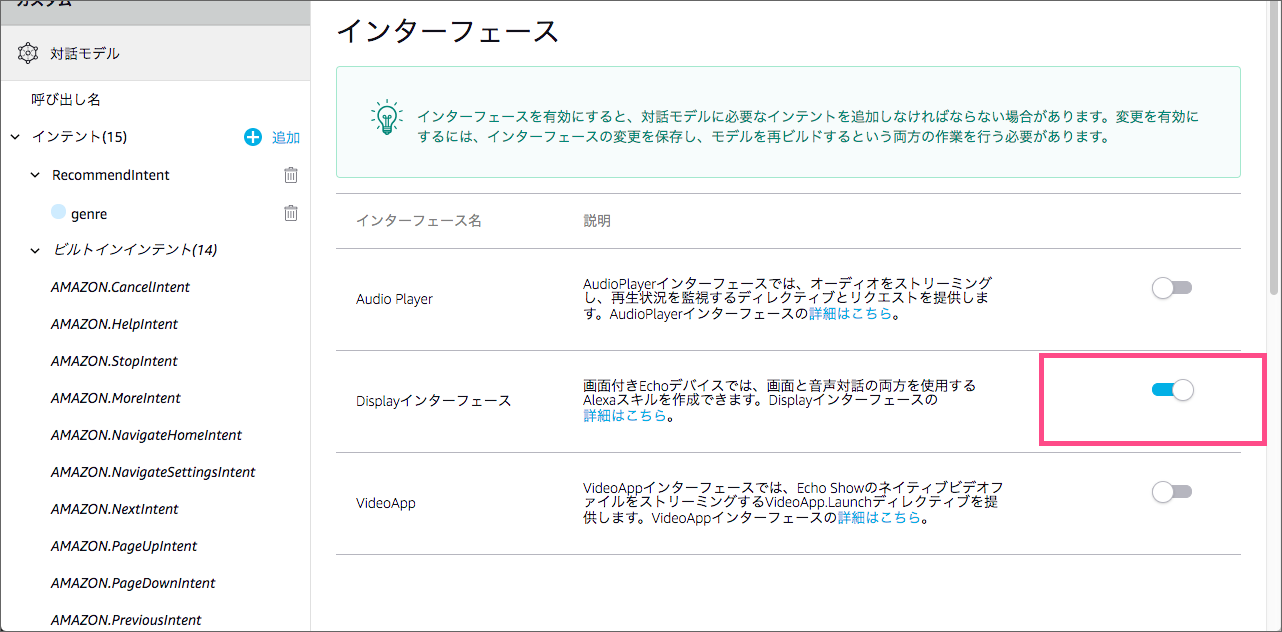 カスタム
対話モデル
呼び出し名
インテント(15)
追加
RecommendIntent
genre
ビルトインインテント(14)
AMAZON.CancelIntent
AMAZON.HelpIntent
AMAZON.StopIntent
AMAZON.MoreIntent
AMAZON.NavigateHomeIntent
AMAZON.NavigateSettingsIntent
AMAZON.NextIntent
AMAZON.PageUpIntent
AMAZON.PageDownIntent
AMAZON.PreviousIntent
インターフェース
インターフェースを有効にすると、対話モデルに必要なインテントを追加しなければならない場合があります。変更を有効に
するには、インターフェースの変更を保存し、モデルを再ビルドするという両方の作業を行う必要があります。
インターフェース名
説明
Audio Player
AudioPlayerインターフェースでは、オーディオをストリーミング
し、再生状況を監視するディレクティブとリクエストを提供しま
す。AudioPlayerインターフェースの詳細はこちら。
Displayインターフェース
画面付きEchoデバイスでは、画面と音声対話の両方を使用する
Alexaスキルを作成できます。Displayインターフェースの
詳細はこちら。
VideoApp
VideoAppインターフェースでは、Echo Showのネイティブビデオフ
ァイルをストリーミングするVideoApp.Launchディレクティブを提
供します。VideoAppインターフェースの詳細はこちら。